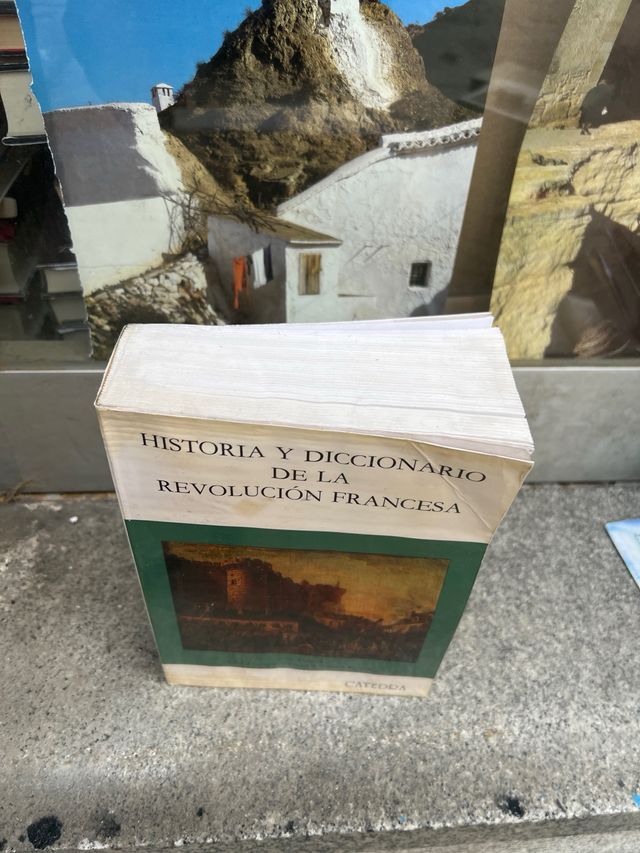 HISTORIA Y DICCIONARIO
DE LA
REVOLUCIÓN FRANCESA
CATEDRA